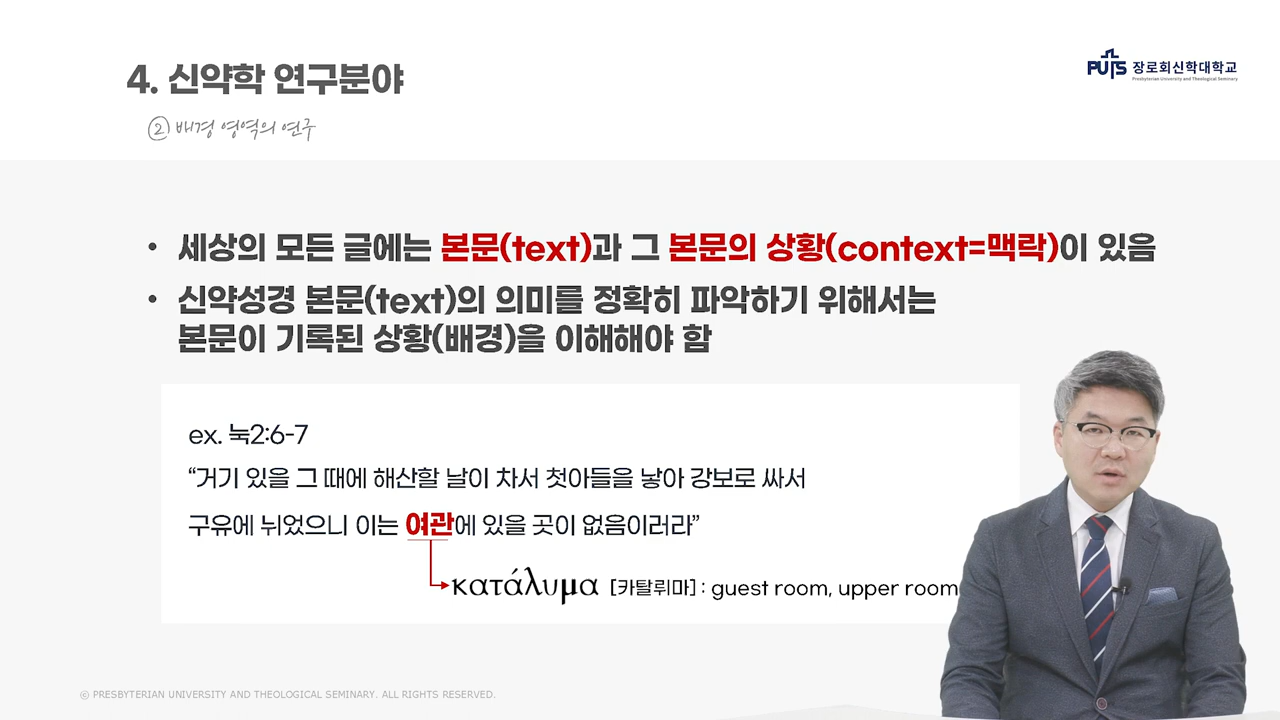 4. 신약학 연구분야
② 배경 영역의 연구
PUTS 장로회신학대학교
Presbyterian University and Theological Seminary
• 세상의 모든 글에는 본문(text)과 그 본문의 상황(context=맥락)이 있음
• 신약성경 본문(text)의 의미를 정확히 파악하기 위해서는
본문이 기록된 상황(배경)을 이해해야 함
ex. 눅2:6-7
“거기 있을 그 때에 해산할 날이 차서 첫아들을 낳아 강보로 싸서
구유에 뉘었으니 이는 여관에 있을 곳이 없음이러라”
κατάλυμα [카탈뤼마] : guest room, upper room
© PRESBYTERIAN UNIVERSITY AND THEOLOGICAL SEMINARY. ALL RIGHTS RESERVED.